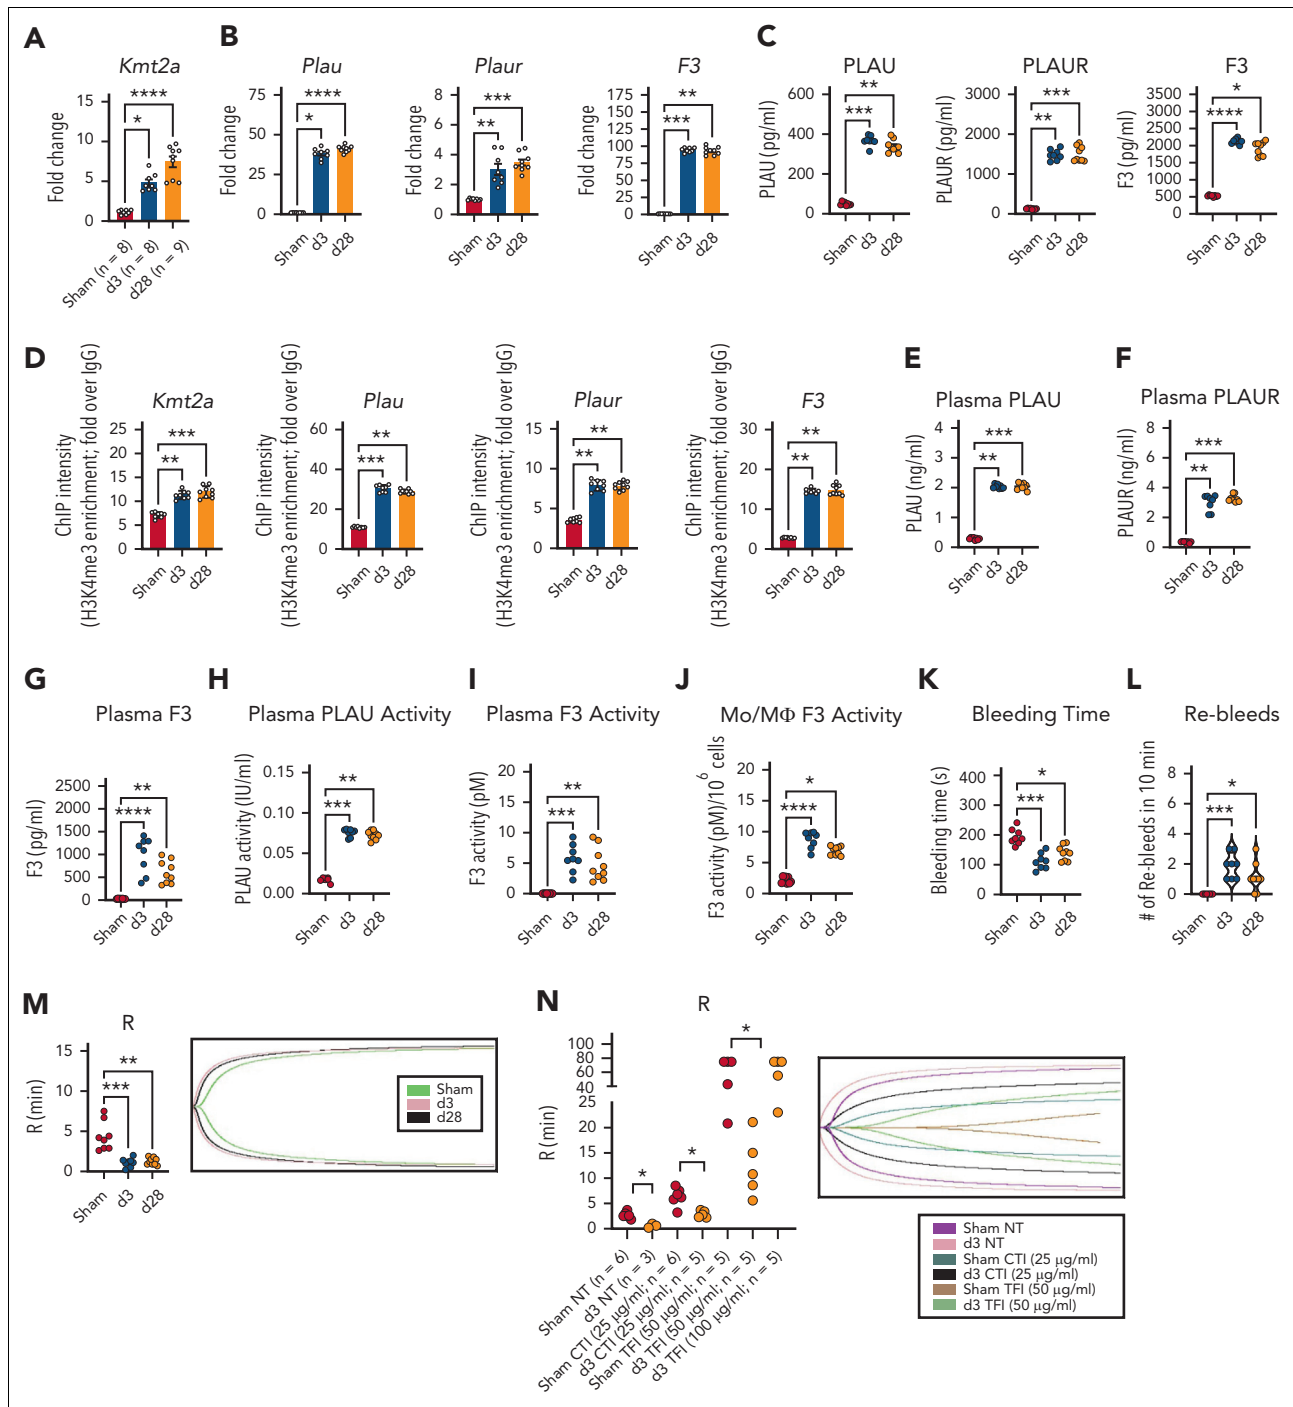 A
Kmt2a
Fold change
15
10
5
0
****
*
Sham (n = 8)
d3 (n = 8)
d28 (n = 9)
B
Plau
Fold change
75
50
25
0
****
*
Sham
d3
d28
Plaur
Fold change
8
6
4
2
0
***
**
Sham
d3
d28
F3
Fold change
175
150
125
100
75
50
25
0
**
***
Sham
d3
d28
C
PLAU
PLAU (pg/ml)
600
400
200
0
**
***
Sham
d3
d28
PLAUR
PLAUR (pg/ml)
3000
2000
1000
0
***
**
Sham
d3
d28
F3
F3 (pg/ml)
3500
3000
2500
2000
1500
1000
500
0
*
****
Sham
d3
d28
D
Kmt2a
ChIP intensity
(H3K4me3 enrichment; fold over IgG)
25
20
15
10
5
0
***
**
Sham
d3
d28
Plau
ChIP intensity
(H3K4me3 enrichment; fold over IgG)
60
40
20
0
**
***
Sham
d3
d28
Plaur
ChIP intensity
(H3K4me3 enrichment; fold over IgG)
15
10
5
0
**
**
Sham
d3
d28
F3
ChIP intensity
(H3K4me3 enrichment; fold over IgG)
30
20
10
0
**
**
Sham
d3
d28
E
Plasma PLAU
PLAU (ng/ml)
4
3
2
1
0
***
**
Sham
d3
d28
F
Plasma PLAUR
PLAUR (ng/ml)
8
6
4
2
0
***
**
Sham
d3
d28
G
Plasma F3
F3 (pg/ml)
2500
2000
1500
1000
500
0
**
****
Sham
d3
d28
H
Plasma PLAU Activity
PLAU activity (IU/ml)
0.15
0.10
0.05
0.00
**
***
Sham
d3
d28
I
Plasma F3 Activity
F3 activity (pM)
20
15
10
5
0
**
***
Sham
d3
d28
J
Mo/MΦ F3 Activity
F3 activity (pM)/10^6 cells
20
15
10
5
0
*
****
Sham
d3
d28
K
Bleeding Time
Bleeding time (s)
400
300
200
100
0
*
***
Sham
d3
d28
L
Re-bleeds
# of Re-bleeds in 10 min
8
6
4
2
0
*
***
Sham
d3
d28
M
R
R (min)
15
10
5
0
**
***
Sham
d3
d28
Sham
d3
d28
N
R
R (min)
100
80
60
40
25
20
15
10
5
0
*
*
*
Sham NT (n = 6)
d3 NT (n = 3)
Sham CTI (25 µg/ml; n = 6)
d3 CTI (25 µg/ml; n = 5)
Sham TFI (50 µg/ml; n = 5)
d3 TFI (50 µg/ml; n = 5)
d3 TFI (100 µg/ml; n = 5)
Sham NT
d3 NT
Sham CTI (25 µg/ml)
d3 CTI (25 µg/ml)
Sham TFI (50 µg/ml)
d3 TFI (50 µg/ml)